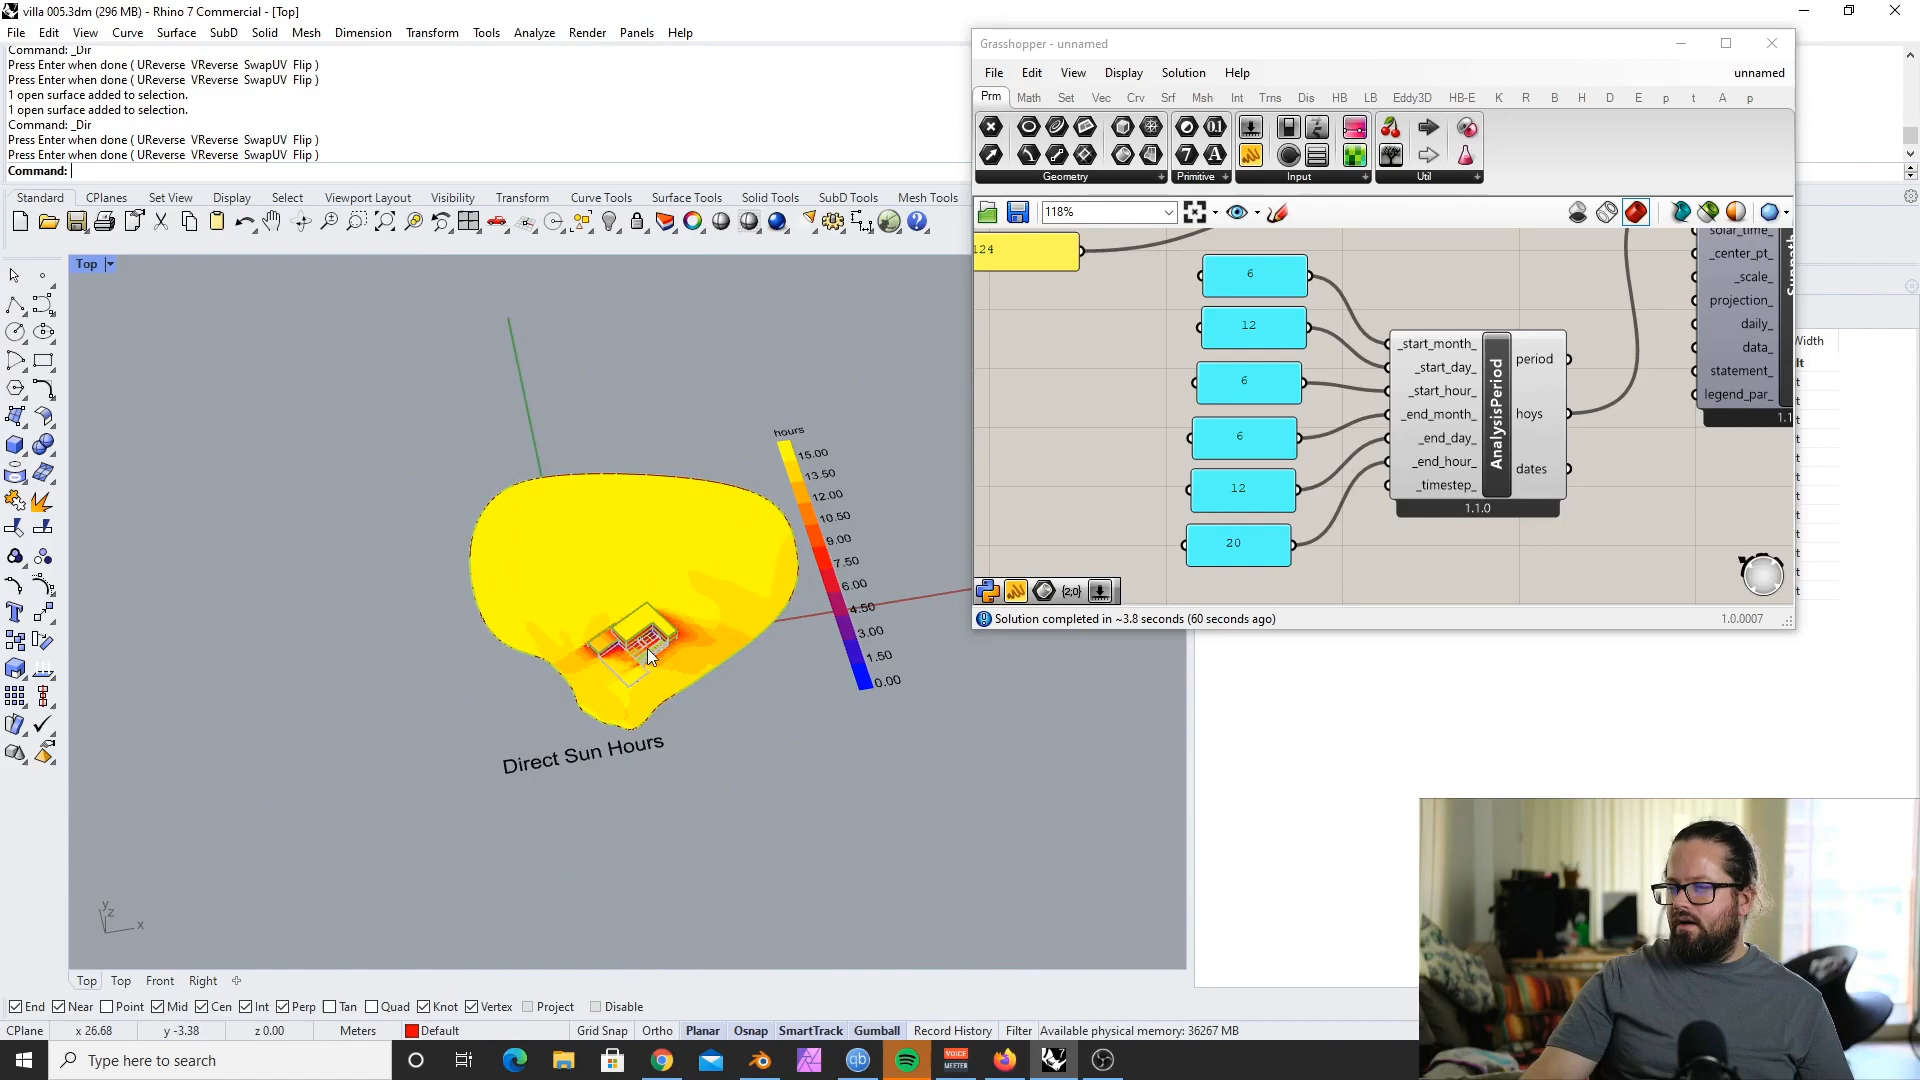 villa 005.3dm (296 MB) - Rhino 7 Commercial - [Top]
File Edit View Curve Surface SubD Solid Mesh Dimension Transform Tools Analyze Render Panels Help
Command: _Dir
Press Enter when done ( UReverse VReverse SwapUV Flip )
Press Enter when done ( UReverse VReverse SwapUV Flip )
1 open surface added to selection.
1 open surface added to selection.
Command: _Dir
Press Enter when done ( UReverse VReverse SwapUV Flip )
Press Enter when done ( UReverse VReverse SwapUV Flip )
Command:
Standard CPlanes Set View Display Select Viewport Layout Visibility Transform Curve Tools Surface Tools Solid Tools SubD Tools Mesh Tools
Top
hours
15.00
13.50
12.00
10.50
9.00
7.50
6.00
4.50
3.00
1.50
0.00
Direct Sun Hours
y
z
x
Grasshopper - unnamed
File Edit View Display Solution Help unnamed
Prm Math Set Vec Crv Srf Msh Int Trns Dis HB LB Eddy3D HB-E K R B H D E p t A p
Geometry Primitive Input Util
118%
124
6
12
6
6
12
20
_start_month_
_start_day_
_start_hour_
_end_month_
_end_day_
_end_hour_
_timestep_
AnalysisPeriod
period
hoys
dates
1.1.0
solar_time_
_center_pt_
_scale_
projection_
daily_
data_
statement_
legend_par_
1.1
Width
{2;0}
Solution completed in ~3.8 seconds (60 seconds ago)
1.0.0007
Top Top Front Right
End Near Point Mid Cen Int Perp Tan Quad Knot Vertex Project Disable
CPlane x 26.68 y -3.38 z 0.00 Meters Default Grid Snap Ortho Planar Osnap SmartTrack Gumball Record History Filter Available physical memory: 36267 MB
Type here to search